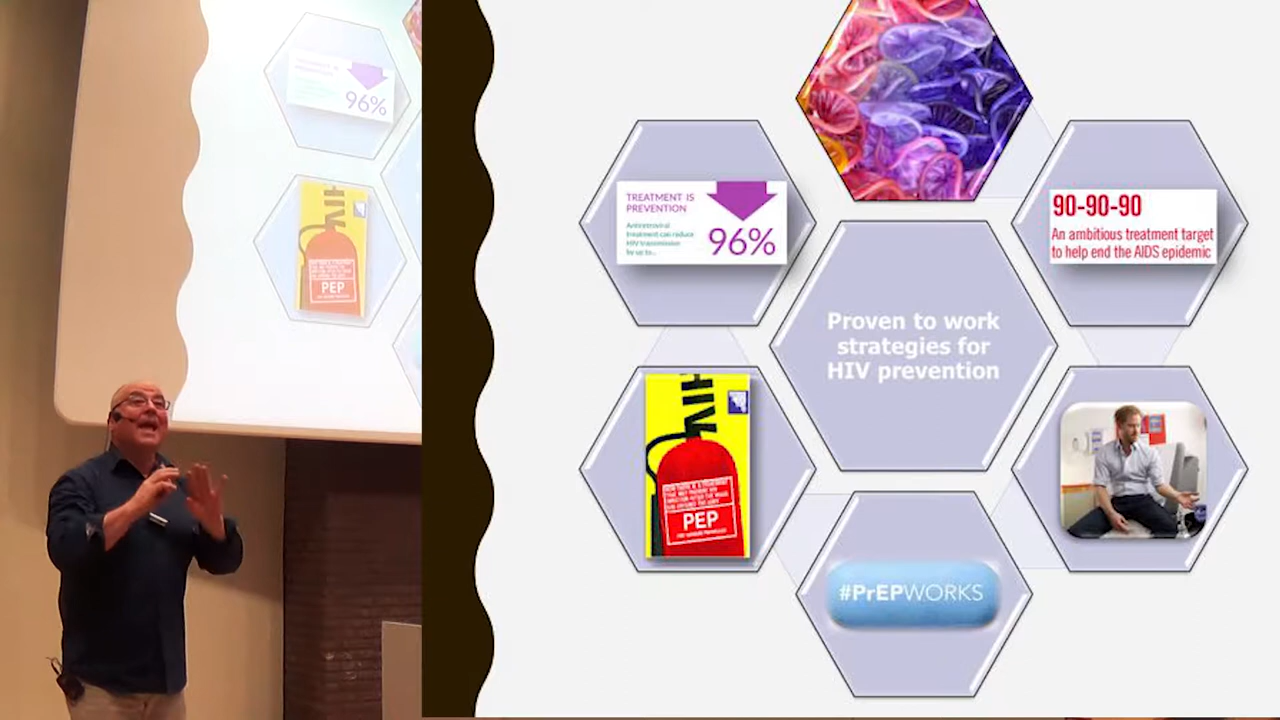 TREATMENT IS
PREVENTION
Antiretroviral
treatment can reduce
HIV transmission
by up to...
96%
90-90-90
An ambitious treatment target
to help end the AIDS epidemic
Proven to work
strategies for
HIV prevention
HIV
PEP
#PrEPWORKS
96%
HIV
PEP